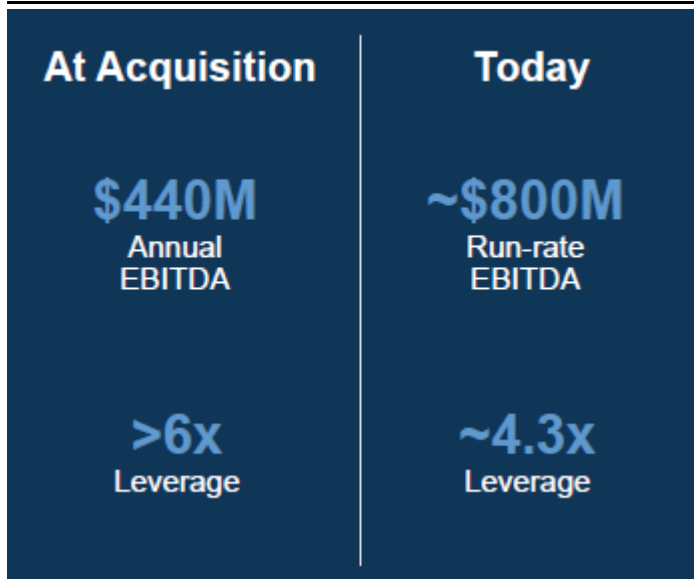 At Acquisition
$440M
Annual
EBITDA
>6x
Leverage
Today
~$800M
Run-rate
EBITDA
~4.3x
Leverage